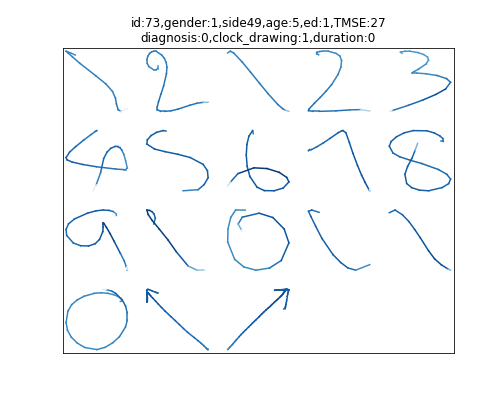 id:73,gender:1,side49,age:5,ed:1,TMSE:27
diagnosis:0,clock_drawing:1,duration:0
1 2 1 2 3
4 5 6 7 8
9 1 0 1 1